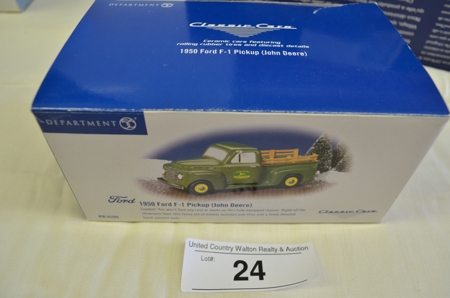 DEPARTMENT 56
Classic Cars
Ceramic cars featuring
rolling rubber tires and diecast details
1950 Ford F-1 Pickup (John Deere)
DEPARTMENT 56
Ford
1950 Ford F-1 Pickup (John Deere)
Classic Cars
United Country Walton Realty & Auction
Lot#:
24